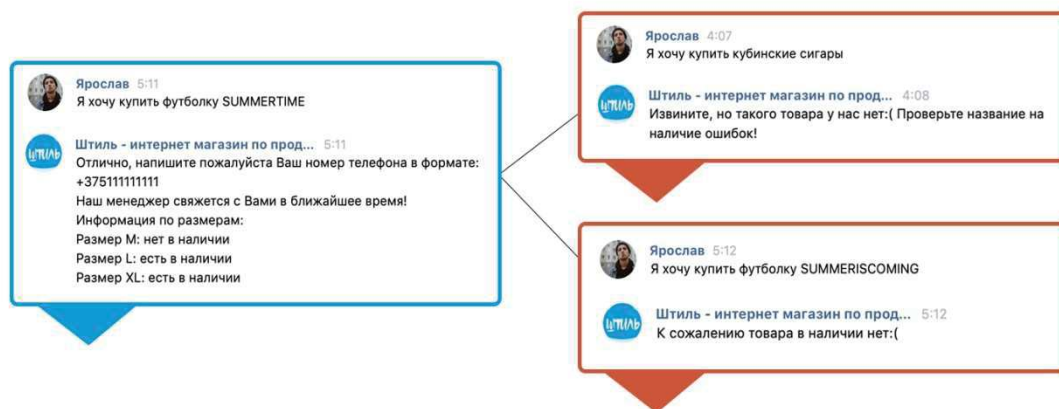 Ярослав 5:11
Я хочу купить футболку SUMMERTIME
ШТИЛЬ
Штиль - интернет магазин по прод... 5:11
Отлично, напишите пожалуйста Ваш номер телефона в формате:
+375111111111
Наш менеджер свяжется с Вами в ближайшее время!
Информация по размерам:
Размер M: нет в наличии
Размер L: есть в наличии
Размер XL: есть в наличии
Ярослав 4:07
Я хочу купить кубинские сигары
ШТИЛЬ
Штиль - интернет магазин по прод... 4:08
Извините, но такого товара у нас нет:( Проверьте название на
наличие ошибок!
Ярослав 5:12
Я хочу купить футболку SUMMERISCOMING
ШТИЛЬ
Штиль - интернет магазин по прод... 5:12
К сожалению товара в наличии нет:(